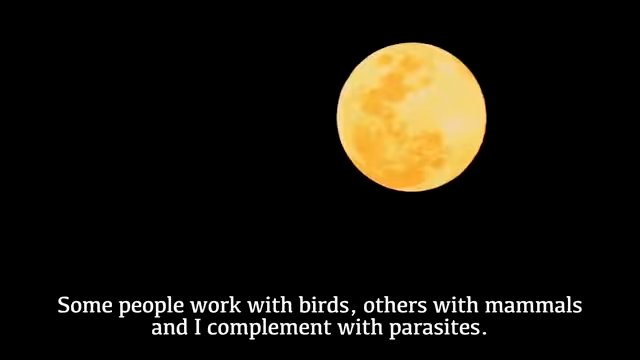 Some people work with birds, others with mammals
and I complement with parasites.